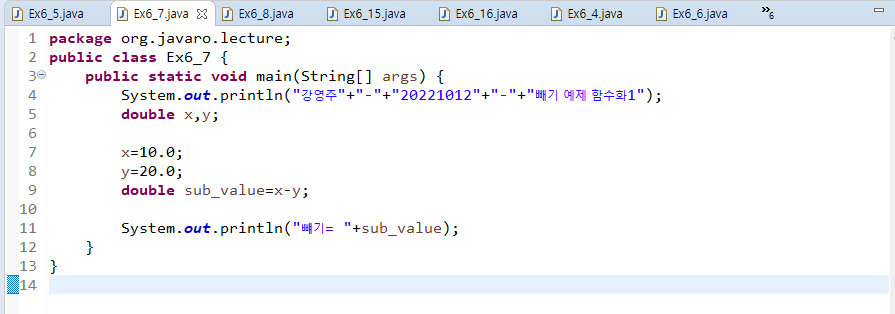 Ex6_5.java Ex6_7.java Ex6_8.java Ex6_15.java Ex6_16.java Ex6_4.java Ex6_6.java »6
1 package org.javaro.lecture;
2 public class Ex6_7 {
3 public static void main(String[] args) {
4 System.out.println("강영주"+"-"+"20221012"+"-"+"빼기 예제 함수화1");
5 double x,y;
6
7 x=10.0;
8 y=20.0;
9 double sub_value=x-y;
10
11 System.out.println("빼기= "+sub_value);
12 }
13 }
14